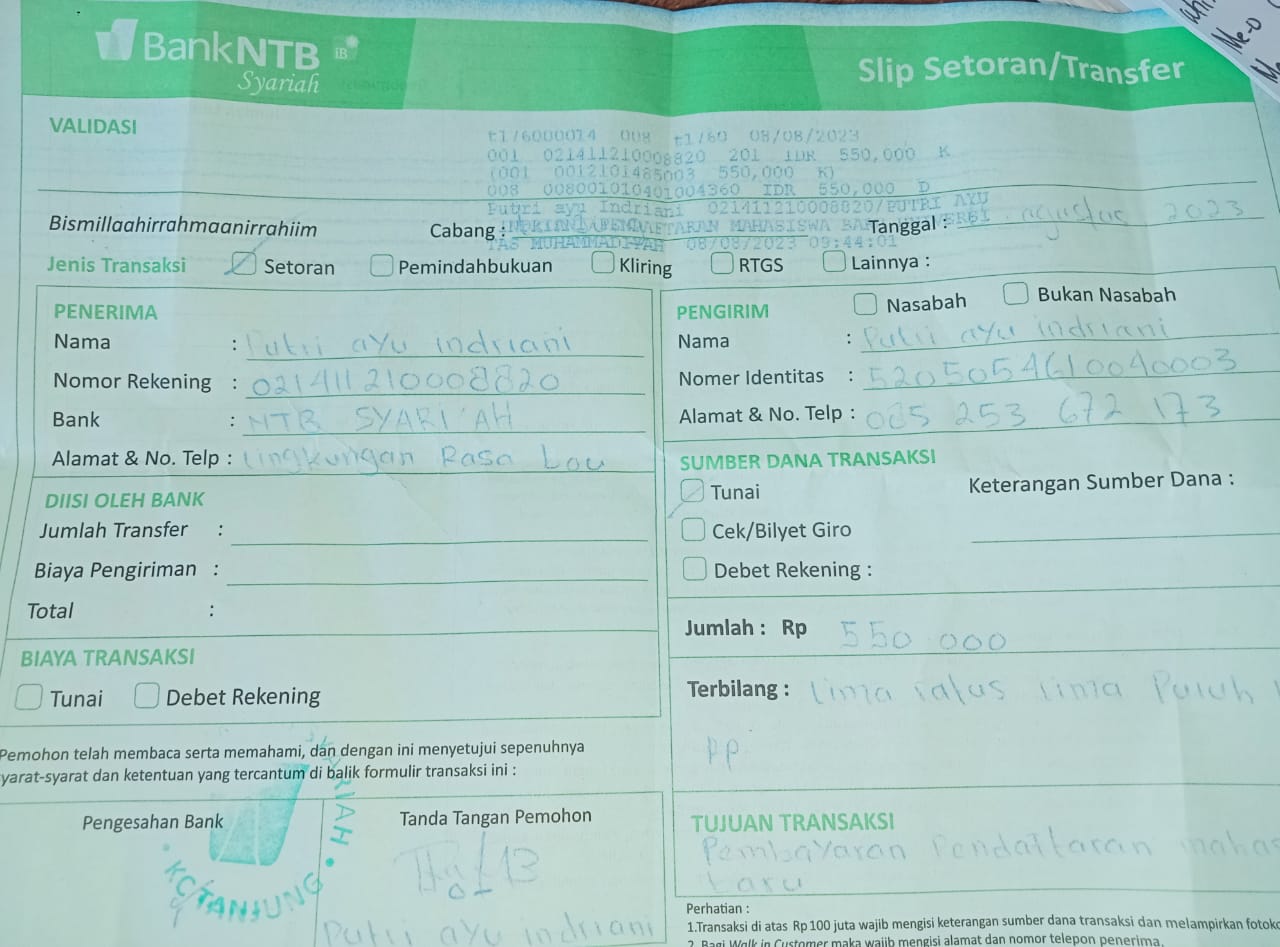 BankNTB iB
Syariah
Slip Setoran/Transfer
VALIDASI
t1/6000074 008 t1/60 08/08/2023
001 021411210008820 201 IDR 550,000 K
(001 0012101485003 550,000 K)
008 008001010401004360 IDR 550,000 D
Putri ayu Indriani 021411210008820/PUTRI AYU
MAHASISWA
TAS MUHAMMADIYAH 08/08/2023 09:44:01
Bismillaahirrahmaanirrahiim
Cabang :
Tanggal : agustus 2023
Jenis Transaksi Setoran Pemindahbukuan Kliring RTGS Lainnya :
PENERIMA
Nama : Putri ayu indriani
Nomor Rekening : 021411210008820
Bank : NTB SYARI'AH
Alamat & No. Telp : Lingkungan Rasa Lou
PENGIRIM Nasabah Bukan Nasabah
Nama : Putri ayu indriani
Nomer Identitas : 5205054610040003
Alamat & No. Telp : 085 253 672 173
DIISI OLEH BANK
Jumlah Transfer :
Biaya Pengiriman :
Total :
SUMBER DANA TRANSAKSI
Tunai
Keterangan Sumber Dana :
Cek/Bilyet Giro
Debet Rekening :
BIAYA TRANSAKSI
Tunai Debet Rekening
Jumlah : Rp 550 000
Terbilang : lima ratus lima puluh
rp
Pemohon telah membaca serta memahami, dan dengan ini menyetujui sepenuhnya
yarat-syarat dan ketentuan yang tercantum di balik formulir transaksi ini :
Pengesahan Bank
KC TANJUNG
Tanda Tangan Pemohon
Putri ayu indriani
TUJUAN TRANSAKSI
Pembayaran Pendaftaran mahas
baru
Perhatian :
1.Transaksi di atas Rp100 juta wajib mengisi keterangan sumber dana transaksi dan melampirkan fotoko
2. Bagi Walk in Customer maka wajib mengisi alamat dan nomor telepon penerima.